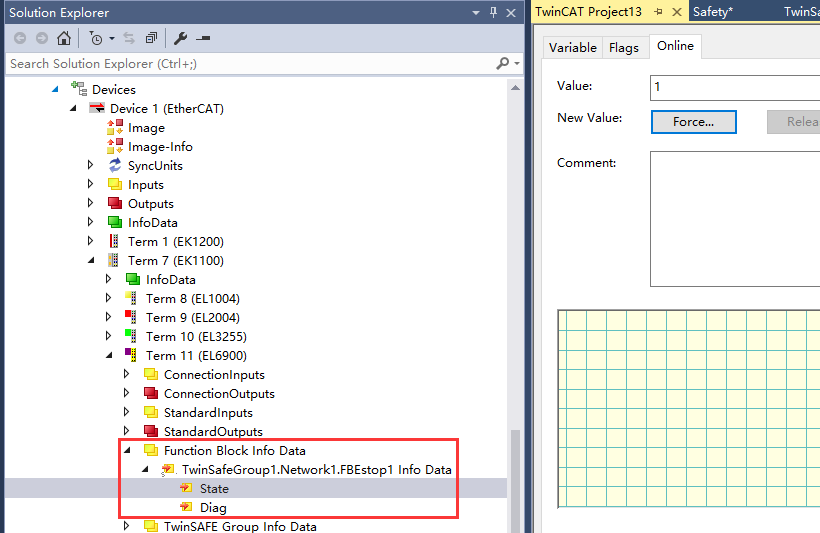 Solution Explorer
Search Solution Explorer (Ctrl+;)
Devices
Device 1 (EtherCAT)
Image
Image-Info
SyncUnits
Inputs
Outputs
InfoData
Term 1 (EK1200)
Term 7 (EK1100)
InfoData
Term 8 (EL1004)
Term 9 (EL2004)
Term 10 (EL3255)
Term 11 (EL6900)
ConnectionInputs
ConnectionOutputs
StandardInputs
StandardOutputs
Function Block Info Data
TwinSafeGroup1.Network1.FBEstop1 Info Data
State
Diag
TwinSAFE Group Info Data
TwinCAT Project13
Safety*
TwinSa
Variable
Flags
Online
Value:
1
New Value:
Force...
Relea
Comment: